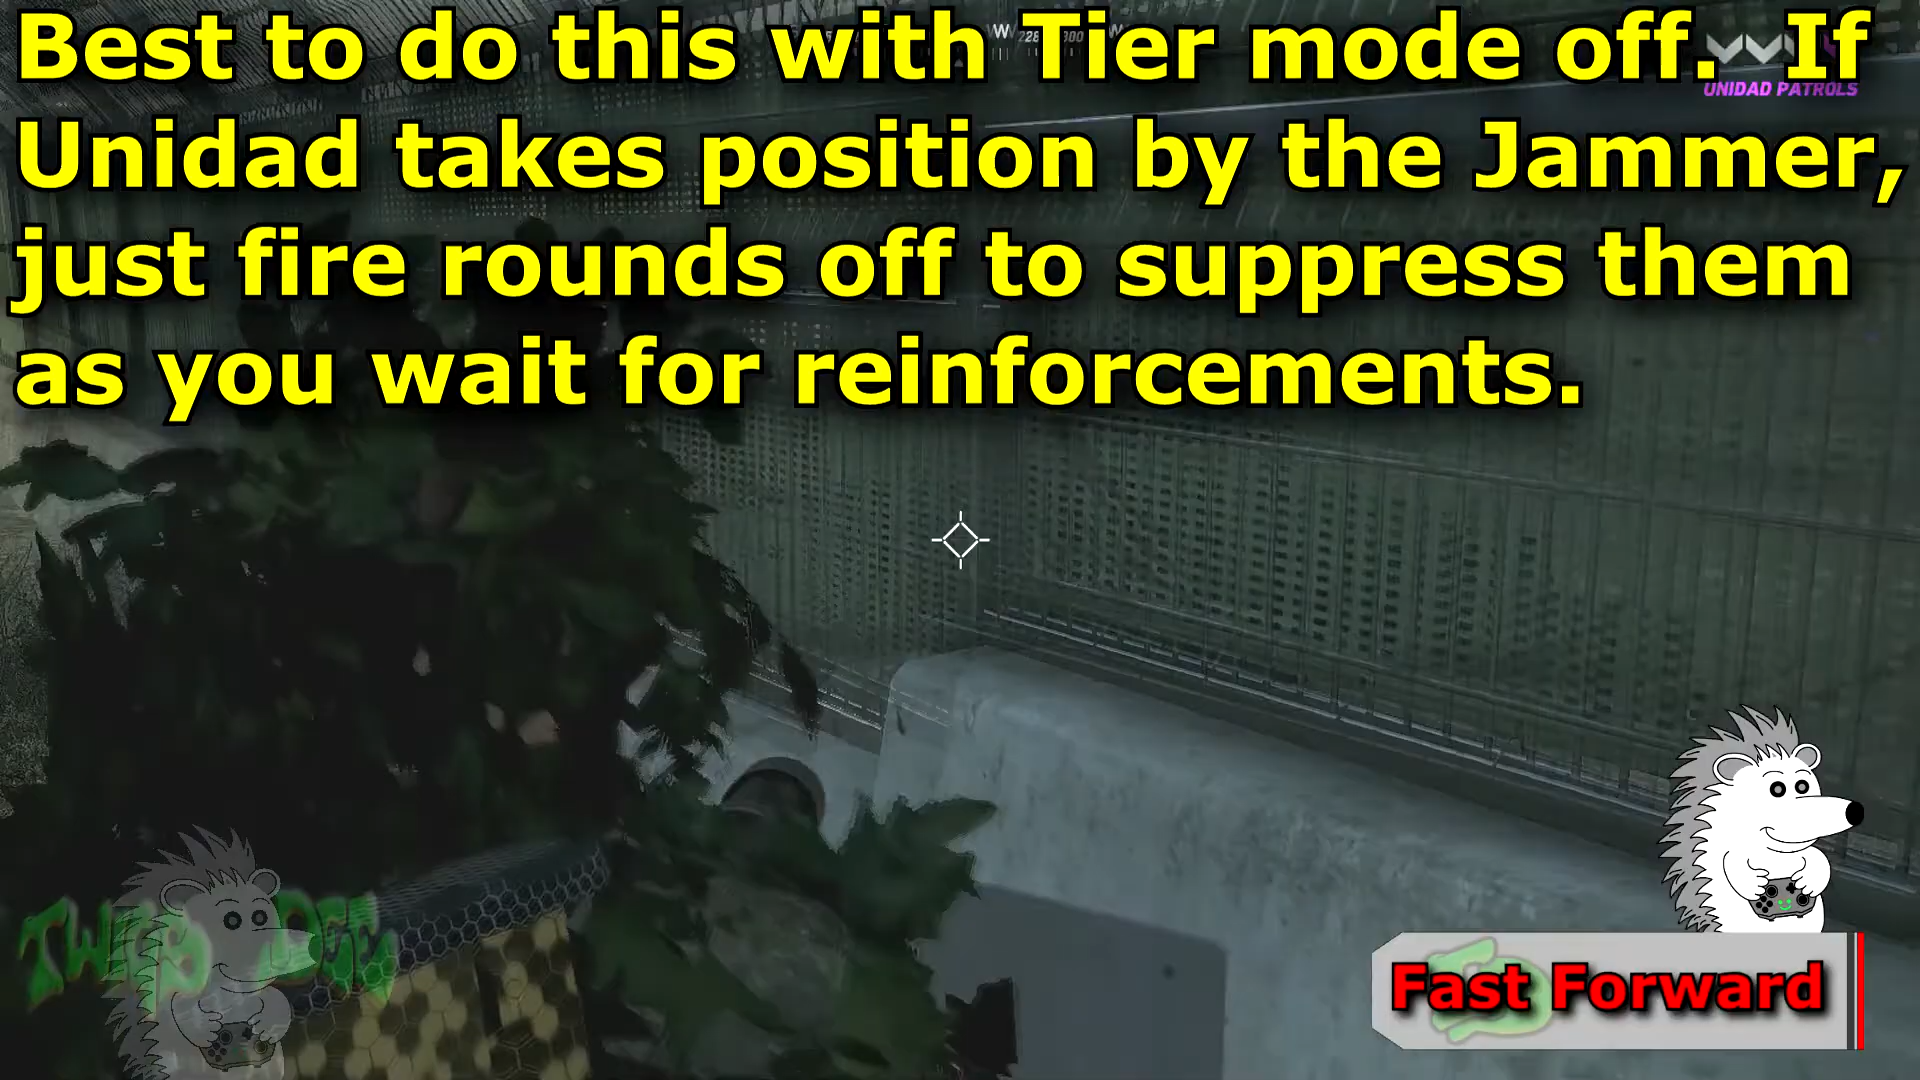 Best to do this with Tier mode off.  If
Unidad takes position by the Jammer,
just fire rounds off to suppress them
as you wait for reinforcements.
UNIDAD PATROLS
Fast Forward